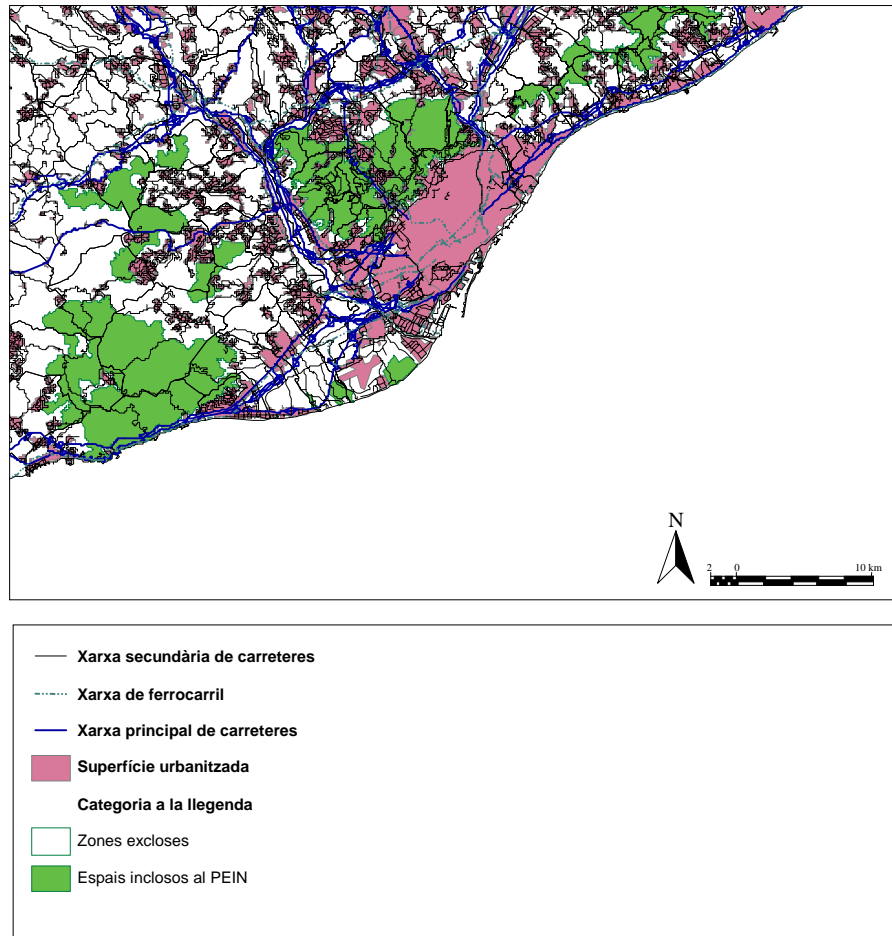 N
2 0 10 km
Xarxa secundària de carreteres
Xarxa de ferrocarril
Xarxa principal de carreteres
Superfície urbanitzada
Categoria a la llegenda
Zones excloses
Espais inclosos al PEIN